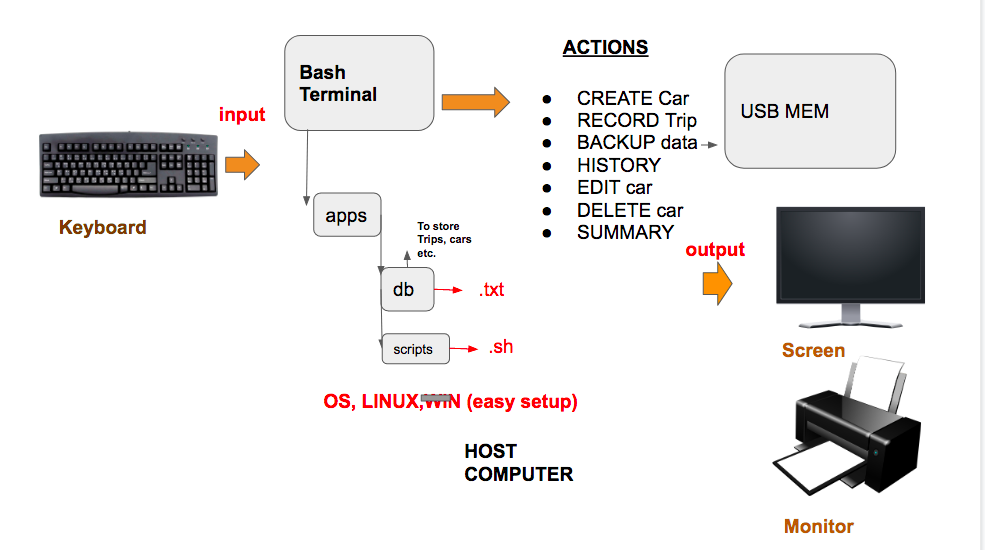 ACTIONS
Bash
Terminal
input
Keyboard
● CREATE Car
● RECORD Trip
● BACKUP data
● HISTORY
● EDIT car
● DELETE car
● SUMMARY
USB MEM
apps
To store
Trips, cars
etc.
db
.txt
scripts
.sh
output
Screen
OS, LINUX,WIN (easy setup)
HOST
COMPUTER
Monitor